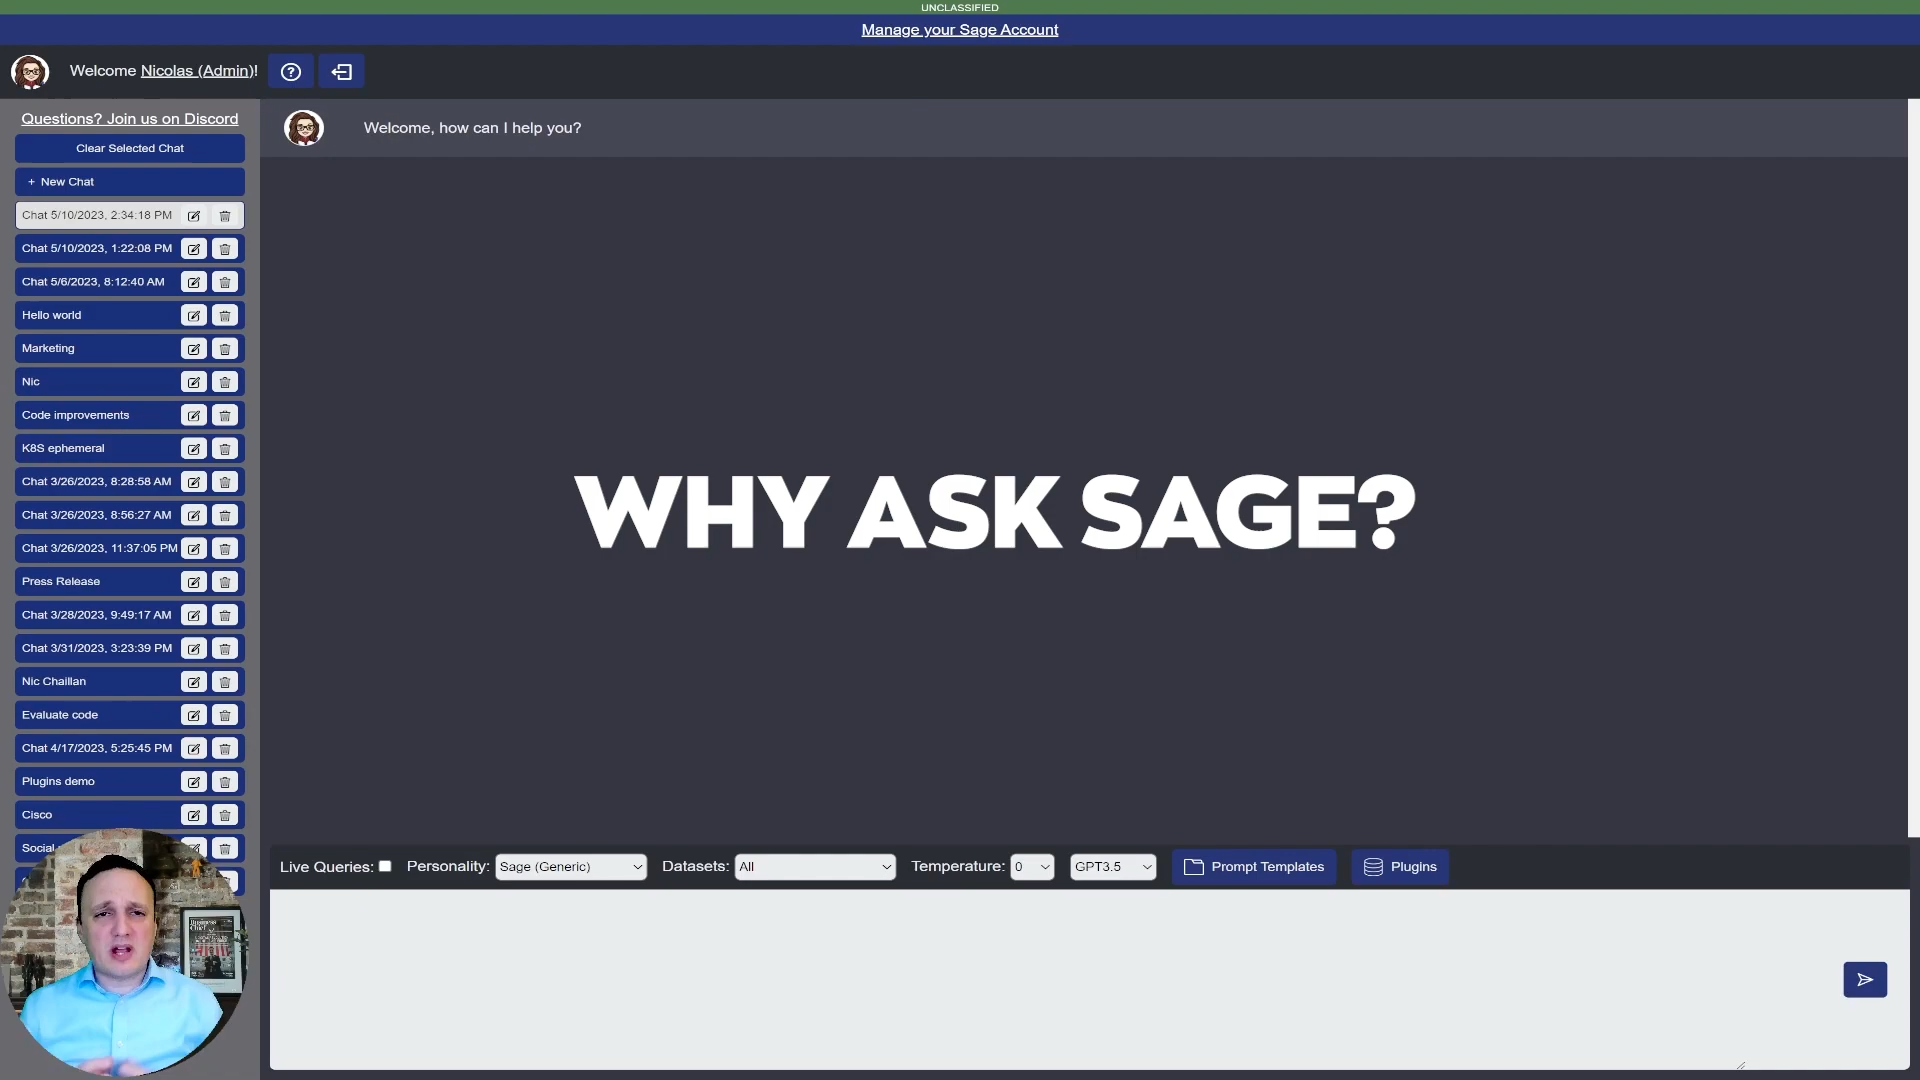 UNCLASSIFIED
Manage your Sage Account
Welcome Nicolas (Admin)!
Questions? Join us on Discord
Clear Selected Chat
+ New Chat
Chat 5/10/2023, 2:34:18 PM
Chat 5/10/2023, 1:22:08 PM
Chat 5/6/2023, 8:12:40 AM
Hello world
Marketing
Nic
Code improvements
K8S ephemeral
Chat 3/26/2023, 8:28:58 AM
Chat 3/26/2023, 8:56:27 AM
Chat 3/26/2023, 11:37:05 PM
Press Release
Chat 3/28/2023, 9:49:17 AM
Chat 3/31/2023, 3:23:39 PM
Nic Chaillan
Evaluate code
Chat 4/17/2023, 5:25:45 PM
Plugins demo
Cisco
Social
Welcome, how can I help you?
WHY ASK SAGE?
Live Queries: Personality: Sage (Generic) Datasets: All Temperature: 0 GPT3.5 Prompt Templates Plugins